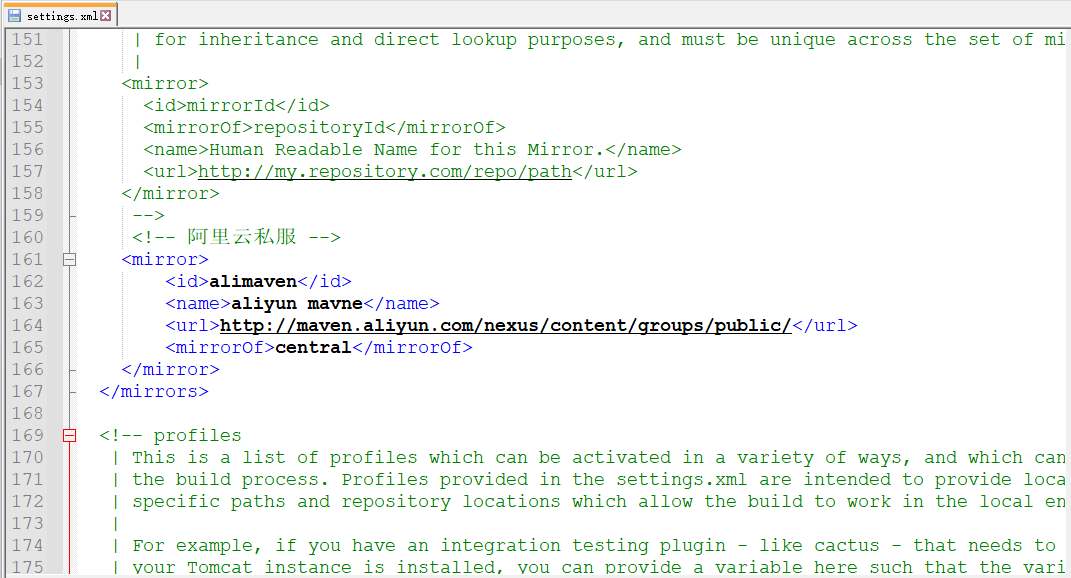 settings.xml
151 | for inheritance and direct lookup purposes, and must be unique across the set of mi
152 |
153 <mirror>
154 <id>mirrorId</id>
155 <mirrorOf>repositoryId</mirrorOf>
156 <name>Human Readable Name for this Mirror.</name>
157 <url>http://my.repository.com/repo/path</url>
158 </mirror>
159 -->
160 <!-- 阿里云私服 -->
161 <mirror>
162 <id>alimaven</id>
163 <name>aliyun mavne</name>
164 <url>http://maven.aliyun.com/nexus/content/groups/public/</url>
165 <mirrorOf>central</mirrorOf>
166 </mirror>
167 </mirrors>
168
169 <!-- profiles
170 | This is a list of profiles which can be activated in a variety of ways, and which can
171 | the build process. Profiles provided in the settings.xml are intended to provide loca
172 | specific paths and repository locations which allow the build to work in the local en
173 |
174 | For example, if you have an integration testing plugin - like cactus - that needs to
175 | your Tomcat instance is installed, you can provide a variable here such that the vari